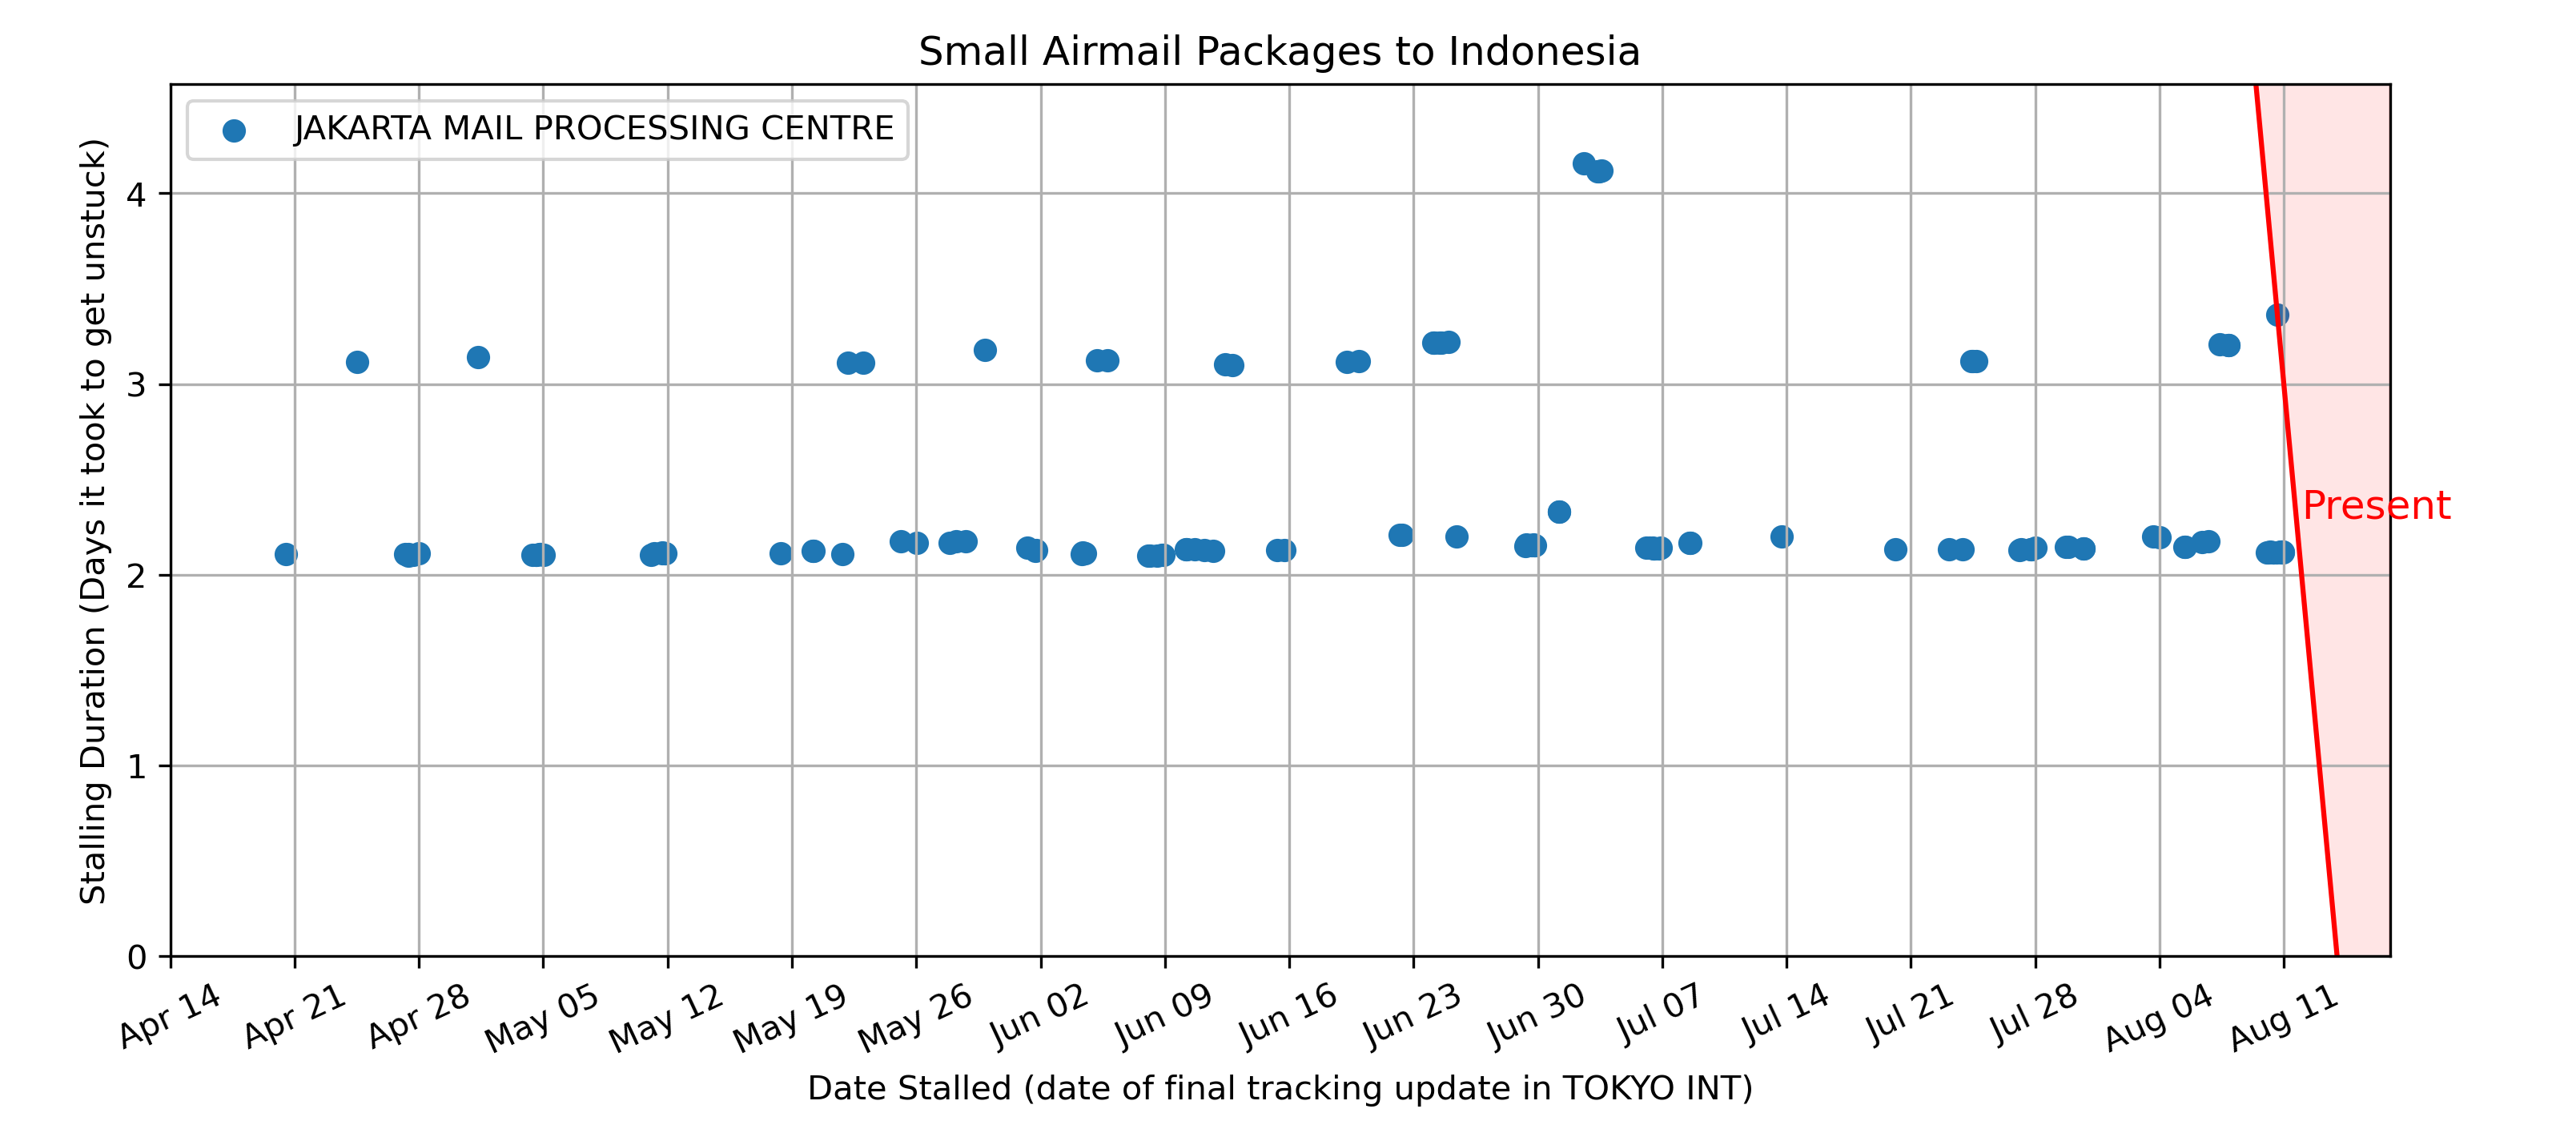 Small Airmail Packages to Indonesia
JAKARTA MAIL PROCESSING CENTRE
Stalling Duration (Days it took to get unstuck)
4
3
2
1
0
Present
Apr 14
Apr 21
Apr 28
May 05
May 12
May 19
May 26
Jun 02
Jun 09
Jun 16
Jun 23
Jun 30
Jul 07
Jul 14
Jul 21
Jul 28
Aug 04
Aug 11
Date Stalled (date of final tracking update in TOKYO INT)